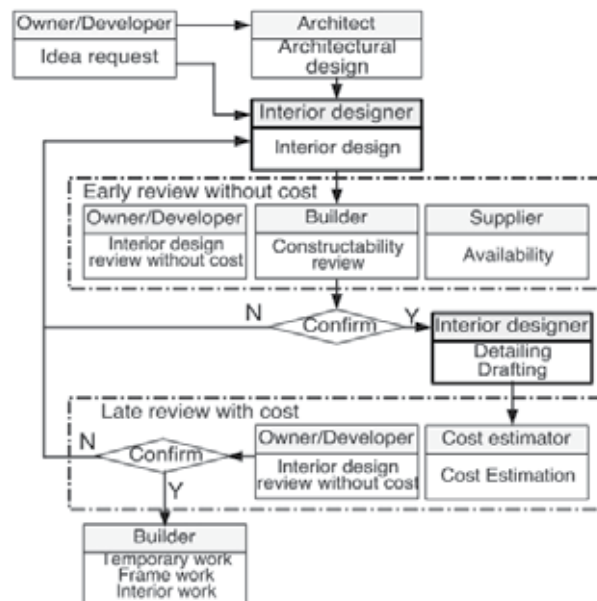 Owner/Developer
Idea request
Architect
Architectural
design
Interior designer
Interior design
Early review without cost
Owner/Developer
Interior design
review without cost
Builder
Constructability
review
Supplier
Availability
N
Confirm
Y
Interior designer
Detailing
Drafting
Late review with cost
N
Confirm
Y
Owner/Developer
Interior design
review without cost
Cost estimator
Cost Estimation
Builder
Temporary work
Frame work
Interior work